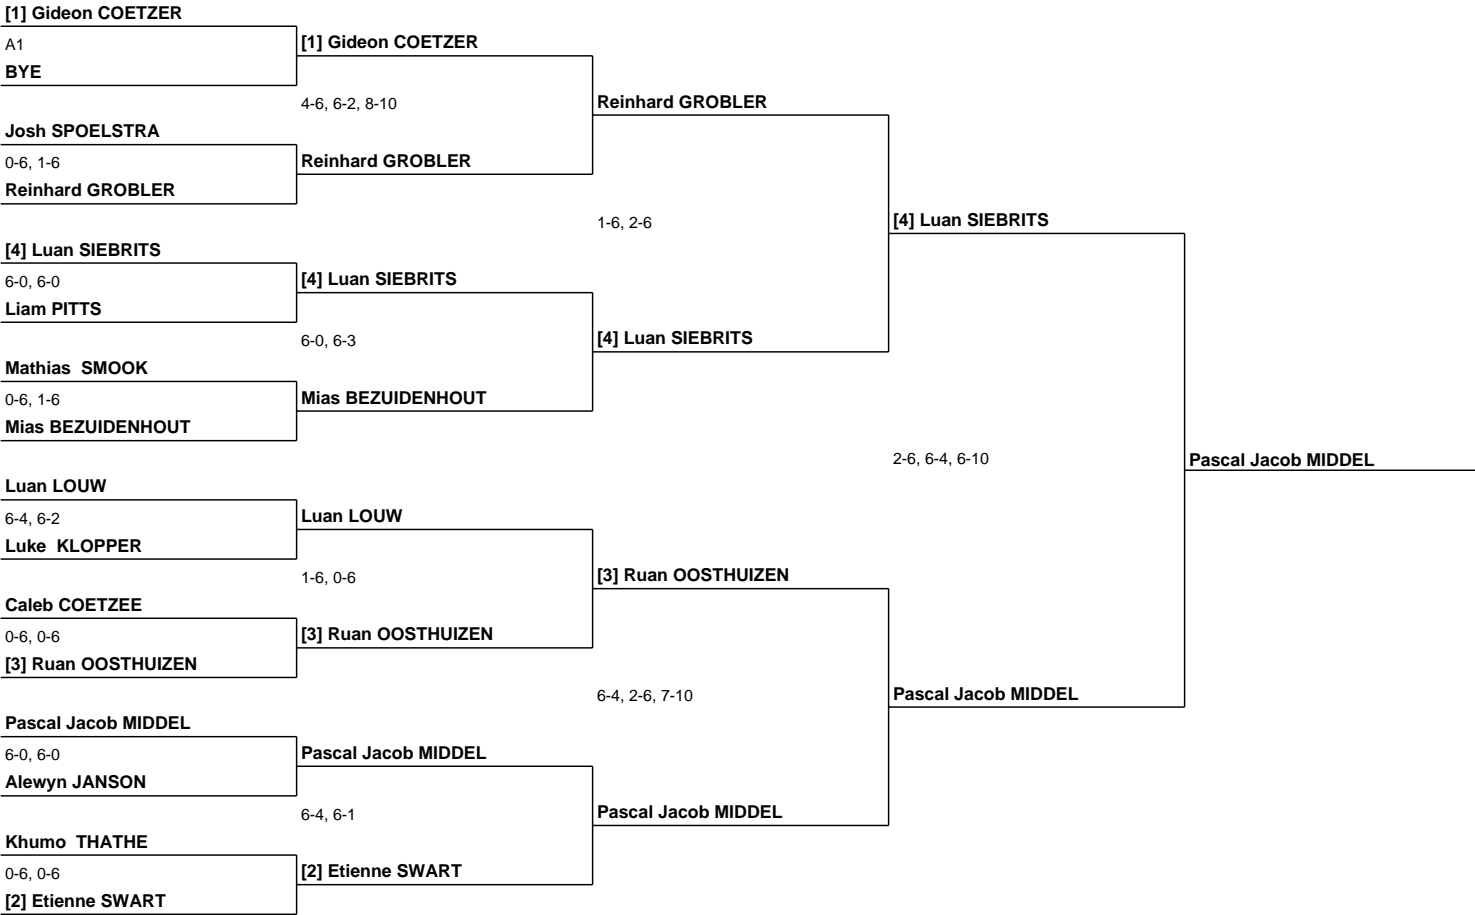 [1] Gideon COETZER
A1
BYE
Josh SPOELSTRA
0-6, 1-6
Reinhard GROBLER
[4] Luan SIEBRITS
6-0, 6-0
Liam PITTS
Mathias  SMOOK
0-6, 1-6
Mias BEZUIDENHOUT
Luan LOUW
6-4, 6-2
Luke  KLOPPER
Caleb COETZEE
0-6, 0-6
[3] Ruan OOSTHUIZEN
Pascal Jacob MIDDEL
6-0, 6-0
Alewyn JANSON
Khumo  THATHE
0-6, 0-6
[2] Etienne SWART
[1] Gideon COETZER
4-6, 6-2, 8-10
Reinhard GROBLER
[4] Luan SIEBRITS
6-0, 6-3
Mias BEZUIDENHOUT
Luan LOUW
1-6, 0-6
[3] Ruan OOSTHUIZEN
Pascal Jacob MIDDEL
6-4, 6-1
[2] Etienne SWART
Reinhard GROBLER
1-6, 2-6
[4] Luan SIEBRITS
[3] Ruan OOSTHUIZEN
6-4, 2-6, 7-10
Pascal Jacob MIDDEL
[4] Luan SIEBRITS
2-6, 6-4, 6-10
Pascal Jacob MIDDEL
Pascal Jacob MIDDEL